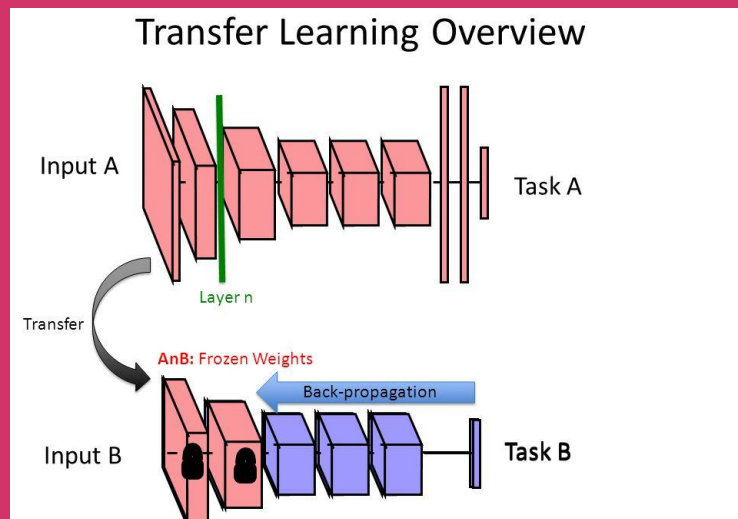 Transfer Learning Overview
Input A
Task A
Layer n
Transfer
AnB: Frozen Weights
Back-propagation
Input B
Task B